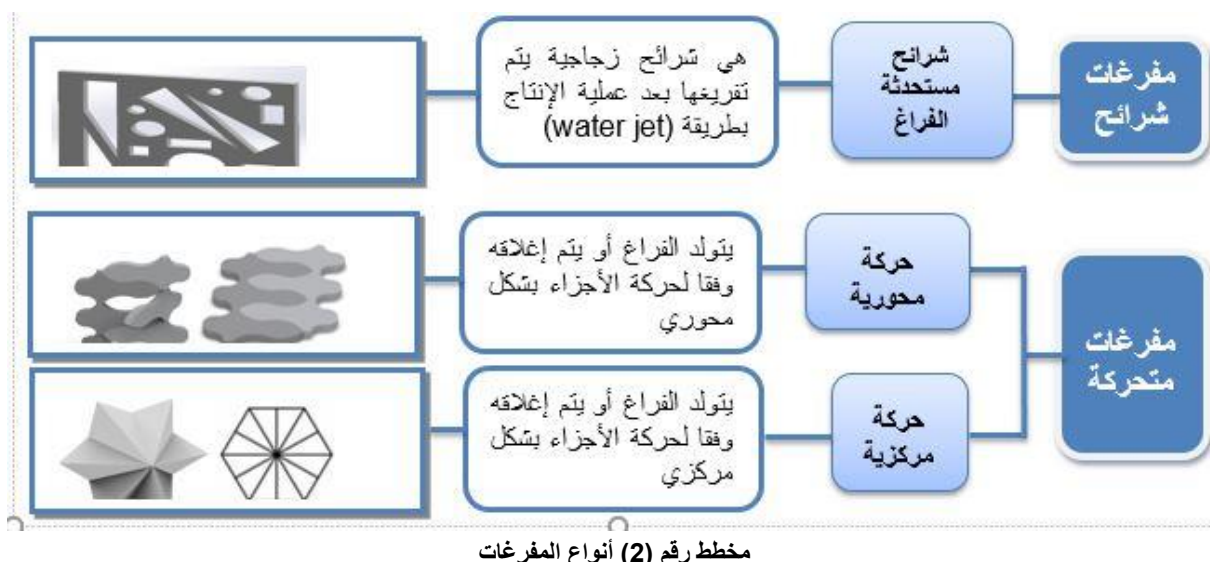 مفرغات
شرائح
شرائح
مستحدثة
الفراغ
هي شرائح زجاجية يتم
تفريغها بعد عملية الإنتاج
بطريقة (water jet)
مفرغات
متحركة
حركة
محورية
يتولد الفراغ أو يتم إغلاقه
وفقا لحركة الأجزاء بشكل
محوري
حركة
مركزية
يتولد الفراغ أو يتم إغلاقه
وفقا لحركة الأجزاء بشكل
مركزي
مخطط رقم (2) أنواع المفرغات